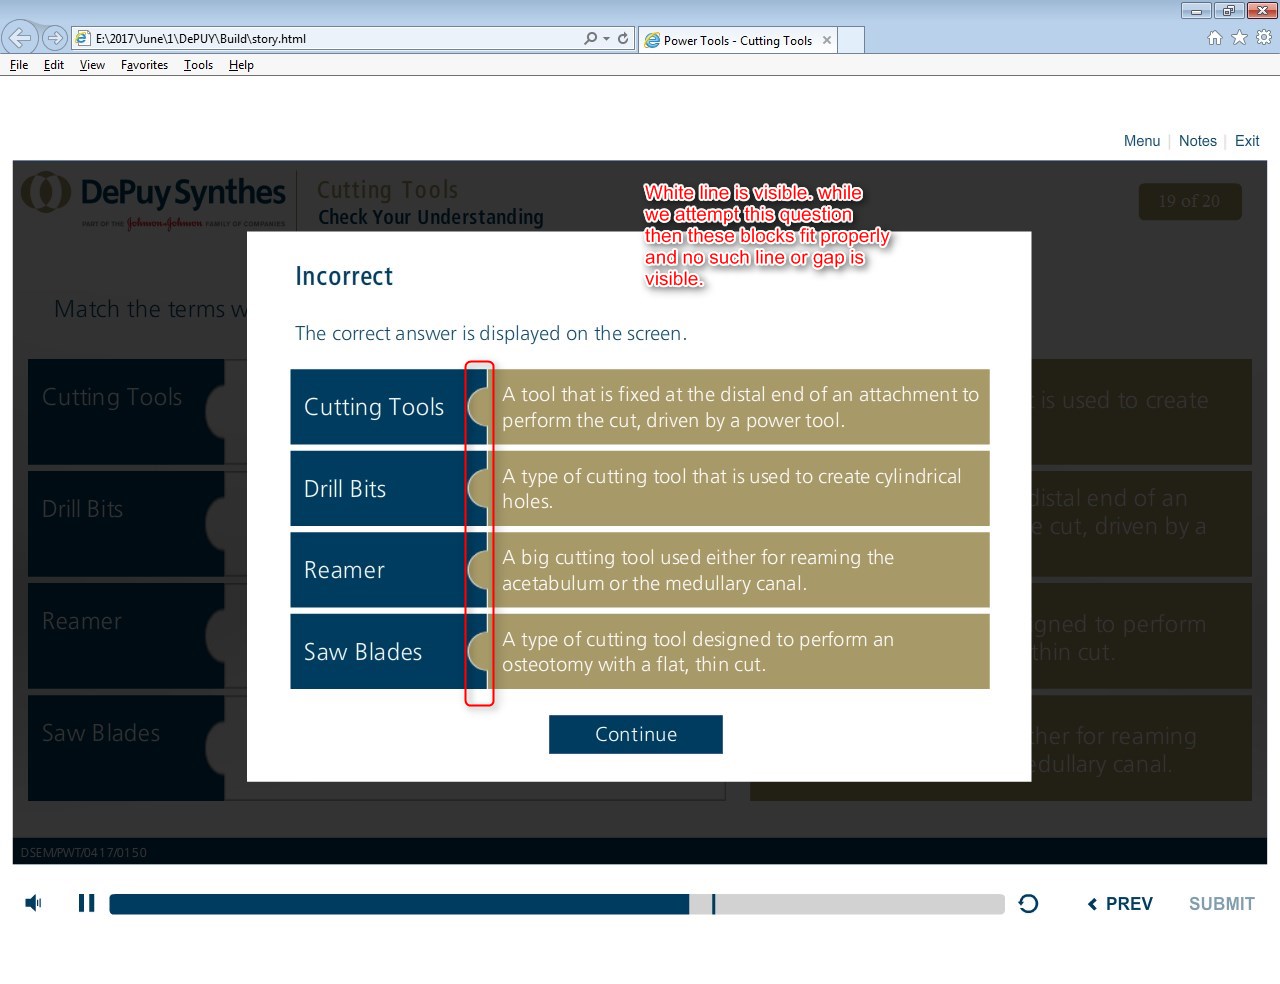 E:\2017\June\1\DePUY\Build\story.html
Power Tools - Cutting Tools
File Edit View Favorites Tools Help
Menu | Notes | Exit
DePuy Synthes
PART OF THE Johnson & Johnson FAMILY OF COMPANIES
Cutting Tools
Check Your Understanding
19 of 20
White line is visible. while
we attempt this question
then these blocks fit properly
and no such line or gap is
visible.
Match the terms w
Incorrect
The correct answer is displayed on the screen.
Cutting Tools
A tool that is fixed at the distal end of an attachment to
perform the cut, driven by a power tool.
Drill Bits
A type of cutting tool that is used to create cylindrical
holes.
Reamer
A big cutting tool used either for reaming the
acetabulum or the medullary canal.
Saw Blades
A type of cutting tool designed to perform an
osteotomy with a flat, thin cut.
Continue
Cutting Tools
Drill Bits
Reamer
Saw Blades
is used to create
distal end of an
e cut, driven by a
gned to perform
thin cut.
ther for reaming
edullary canal.
DSEM/PWT/0417/0150
PREV
SUBMIT